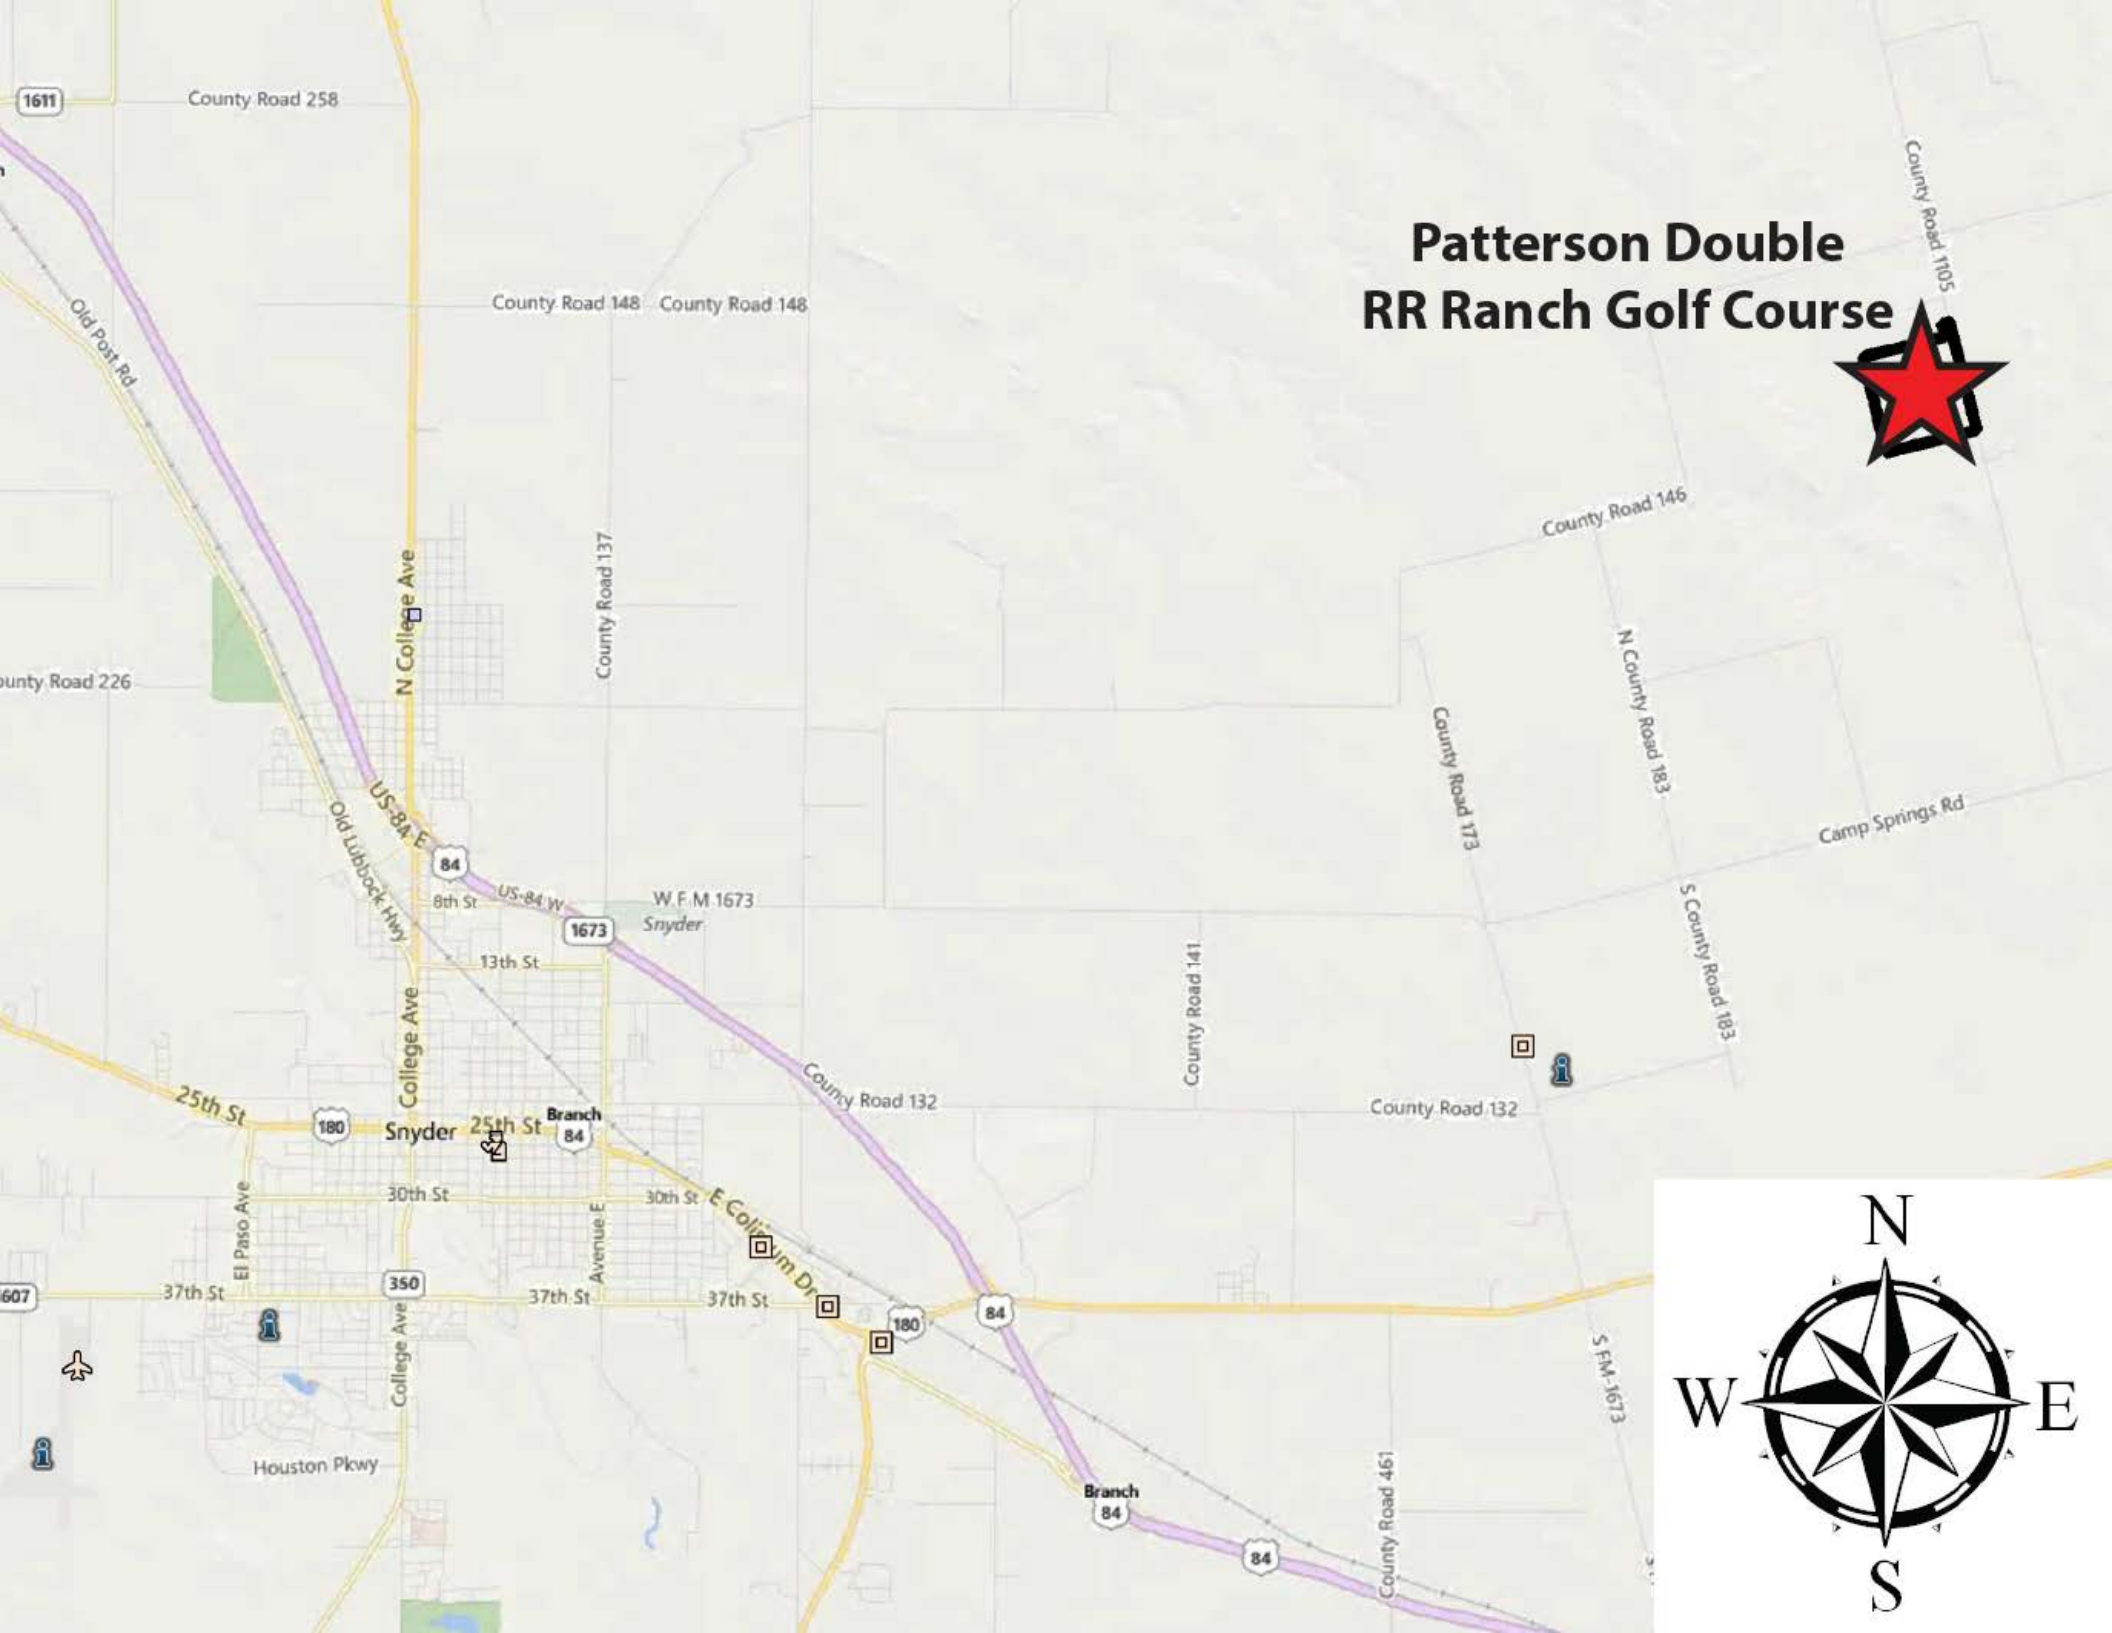 1611
County Road 258
County Road 1105
Patterson Double
RR Ranch Golf Course
Old Post Rd
County Road 148
County Road 148
County Road 146
N College Ave
County Road 137
N County Road 183
County Road 226
County Road 173
US-84 E
Old Lubbock Hwy
Camp Springs Rd
84
8th St
US-84 W
W F M 1673
1673
Snyder
S County Road 183
13th St
County Road 141
College Ave
25th St
County Road 132
County Road 132
180
Snyder
25th St
Branch
84
El Paso Ave
30th St
30th St
Avenue E
E Coliseum Dr
350
607
37th St
37th St
37th St
180
84
College Ave
S FM-1673
Houston Pkwy
County Road 461
Branch
84
84
N
W
E
S